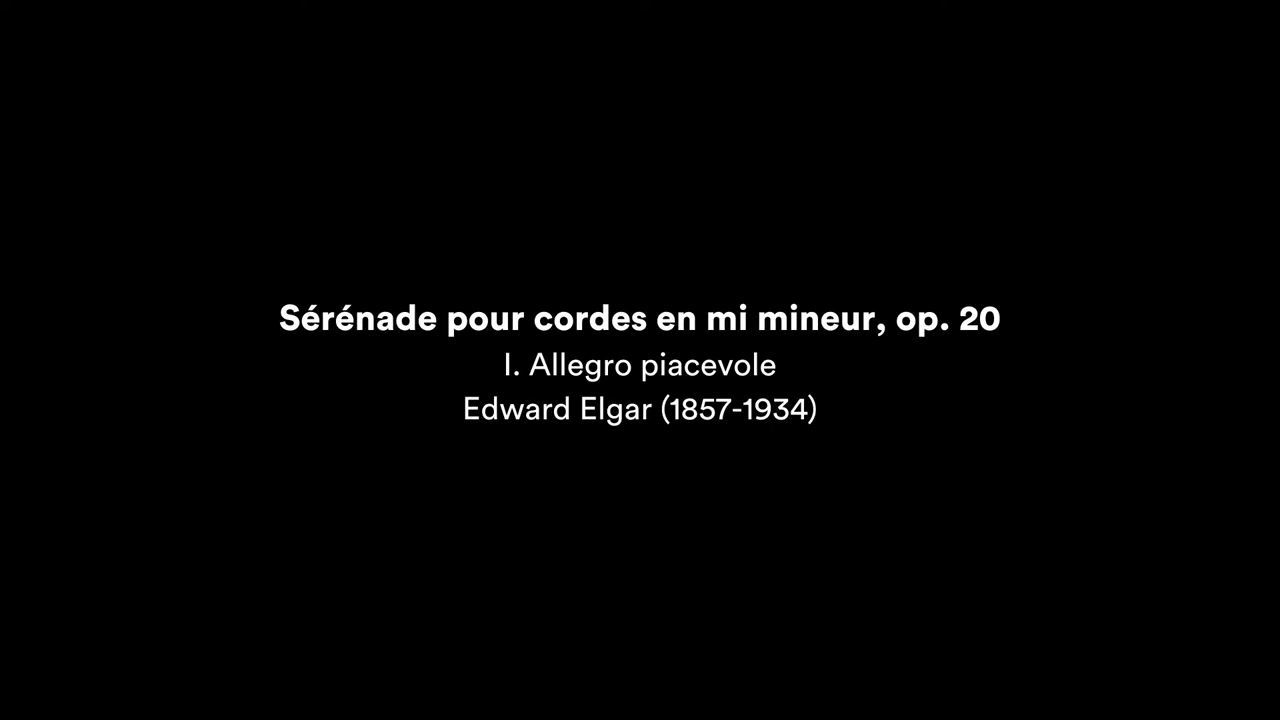 Sérénade pour cordes en mi mineur, op. 20
I. Allegro piacevole
Edward Elgar (1857-1934)